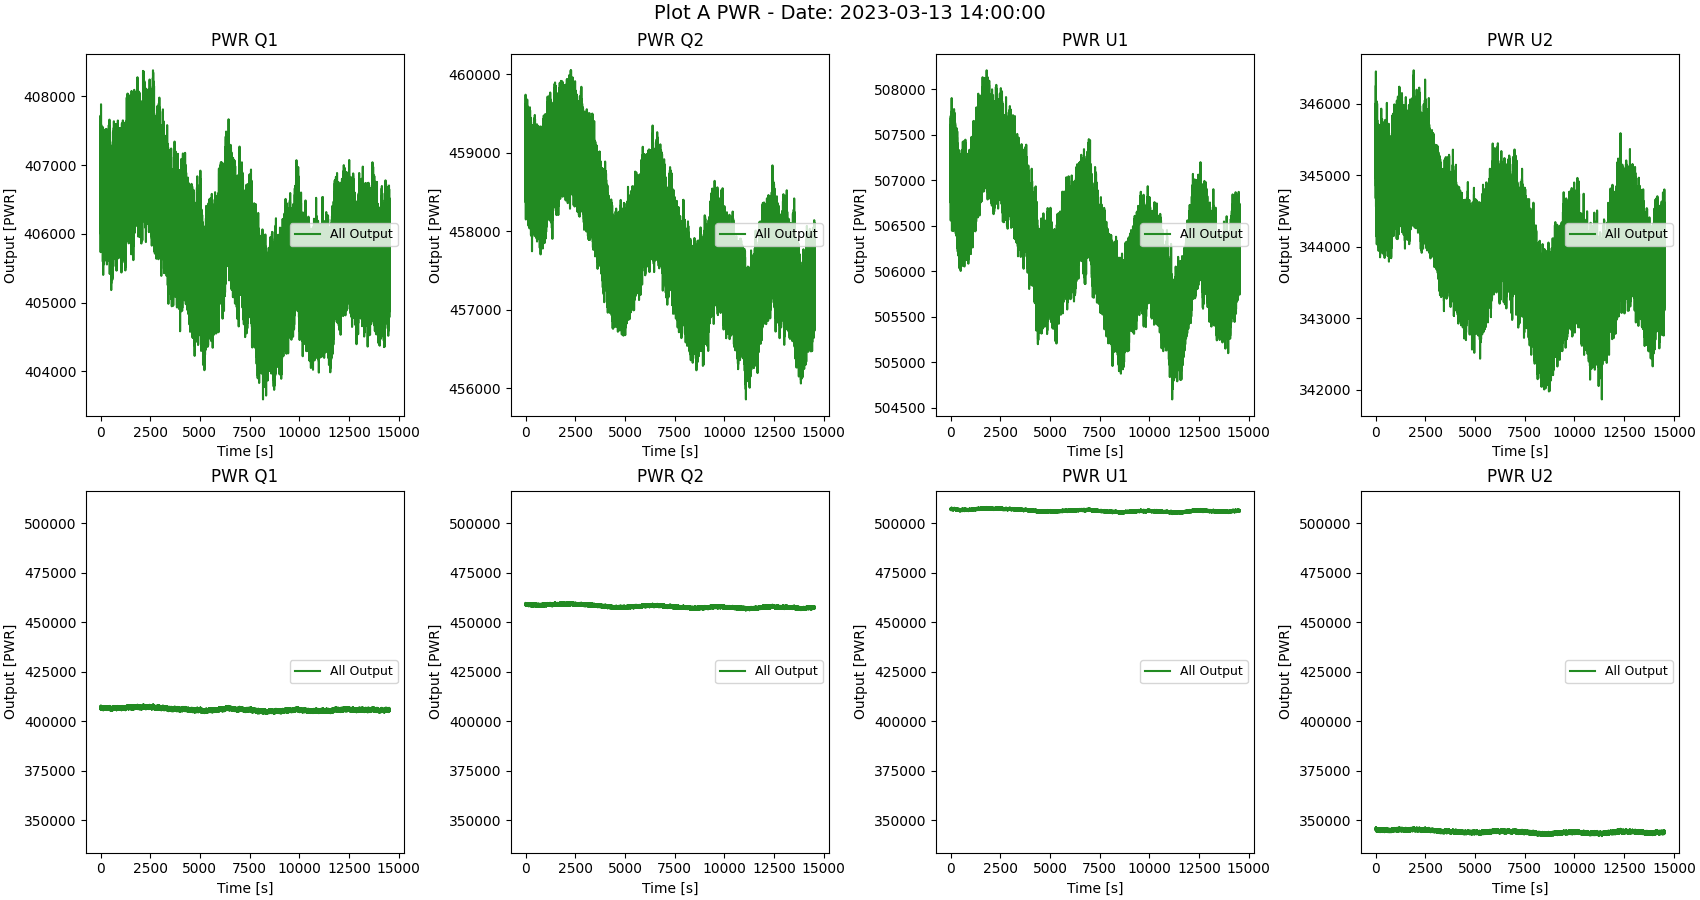 Plot A PWR - Date: 2023-03-13 14:00:00
PWR Q1
Output [PWR]
408000
407000
406000
405000
404000
All Output
0 2500 5000 7500 10000 12500 15000
Time [s]
PWR Q2
Output [PWR]
460000
459000
458000
457000
456000
All Output
0 2500 5000 7500 10000 12500 15000
Time [s]
PWR U1
Output [PWR]
508000
507500
507000
506500
506000
505500
505000
504500
All Output
0 2500 5000 7500 10000 12500 15000
Time [s]
PWR U2
Output [PWR]
346000
345000
344000
343000
342000
All Output
0 2500 5000 7500 10000 12500 15000
Time [s]
PWR Q1
Output [PWR]
500000
475000
450000
425000
400000
375000
350000
All Output
0 2500 5000 7500 10000 12500 15000
Time [s]
PWR Q2
Output [PWR]
500000
475000
450000
425000
400000
375000
350000
All Output
0 2500 5000 7500 10000 12500 15000
Time [s]
PWR U1
Output [PWR]
500000
475000
450000
425000
400000
375000
350000
All Output
0 2500 5000 7500 10000 12500 15000
Time [s]
PWR U2
Output [PWR]
500000
475000
450000
425000
400000
375000
350000
All Output
0 2500 5000 7500 10000 12500 15000
Time [s]